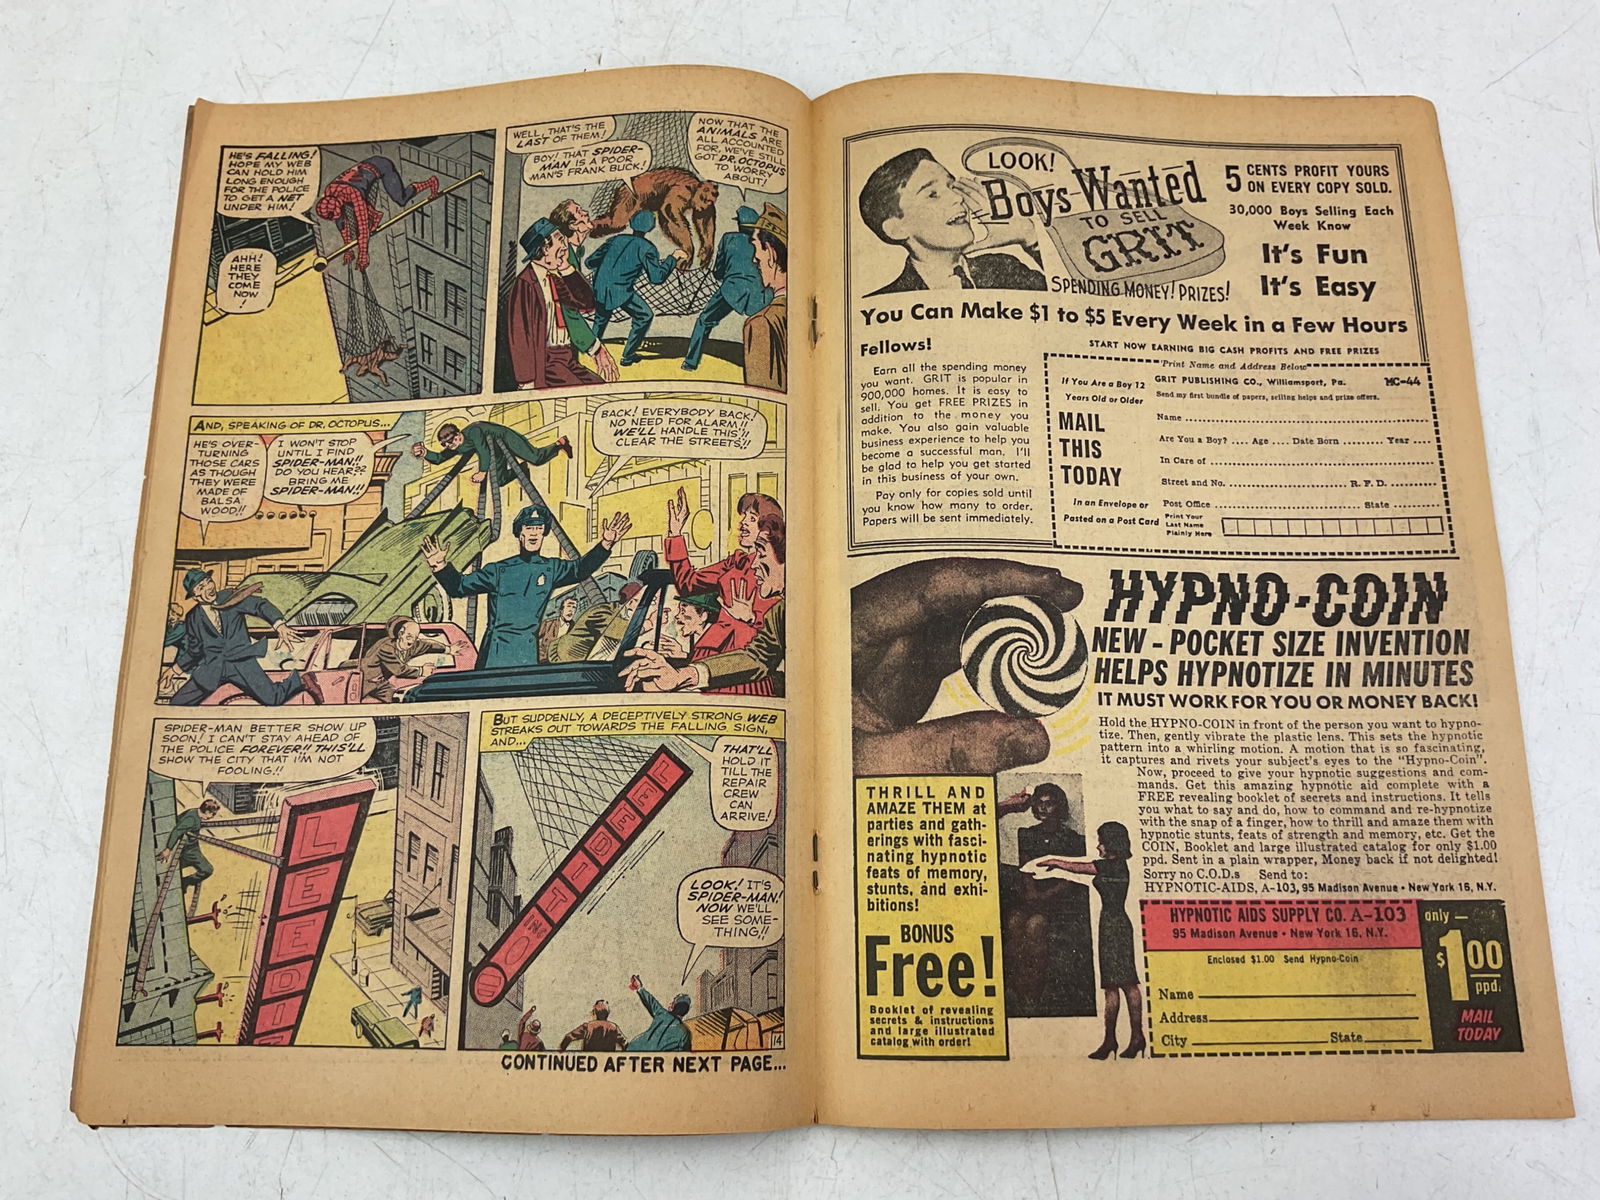 HE'S FALLING!
HOPE MY WEB
CAN HOLD HIM
LONG ENOUGH
FOR THE POLICE
TO GET A NET
UNDER HIM!
AHH!
HERE
THEY
COME
NOW
!
WELL, THAT'S THE
LAST OF THEM!
BOY! THAT SPIDER-
MAN IS A POOR
MAN'S FRANK BUCK!
NOW THAT THE
ANIMALS ARE
ALL ACCOUNTED
FOR, WE'VE STILL
GOT DR. OCTOPUS
TO WORRY
ABOUT!
AND, SPEAKING OF DR. OCTOPUS...
HE'S OVER-
TURNING
THOSE CARS
AS THOUGH
THEY WERE
MADE OF
BALSA
WOOD!!
I WON'T STOP
UNTIL I FIND
SPIDER-MAN!!
DO YOU HEAR??
BRING ME
SPIDER-MAN!!
BACK! EVERYBODY BACK!
NO NEED FOR ALARM!!
WE'LL HANDLE THIS!
CLEAR THE STREETS!!
SPIDER-MAN BETTER SHOW UP
SOON! I CAN'T STAY AHEAD OF
THE POLICE FOREVER!! THIS'LL
SHOW THE CITY THAT I'M NOT
FOOLING!!
LEEDI
BUT SUDDENLY, A DECEPTIVELY STRONG WEB
STREAKS OUT TOWARDS THE FALLING SIGN,
AND...
THAT'LL
HOLD IT
TILL THE
REPAIR
CREW
CAN
ARRIVE!
LEEDIT
LOOK! IT'S
SPIDER-MAN!
NOW WE'LL
SEE SOME-
THING!!
14
CONTINUED AFTER NEXT PAGE...
LOOK!
Boys Wanted
TO SELL
GRIT
SPENDING MONEY! PRIZES!
5 CENTS PROFIT YOURS
ON EVERY COPY SOLD.
30,000 Boys Selling Each
Week Know
It's Fun
It's Easy
You Can Make $1 to $5 Every Week in a Few Hours
START NOW EARNING BIG CASH PROFITS AND FREE PRIZES
Fellows!
Earn all the spending money
you want. GRIT is popular in
900,000 homes. It is easy to
sell. You get FREE PRIZES in
addition to the money you
make. You also gain valuable
business experience to help you
become a successful man. I'll
be glad to help you get started
in this business of your own.
Pay only for copies sold until
you know how many to order.
Papers will be sent immediately.
If You Are a Boy 12
Years Old or Older
MAIL
THIS
TODAY
In an Envelope or
Pasted on a Post Card
Print Name and Address Below
GRIT PUBLISHING CO., Williamsport, Pa. MC-44
Send my first bundle of papers, selling helps and prize offers.
Name
Are You a Boy? .... Age .... Date Born ........ Year ....
In Care of
Street and No. R. F. D.
Post Office State
Print Your
Last Name
Plainly Here
HYPNO-COIN
NEW - POCKET SIZE INVENTION
HELPS HYPNOTIZE IN MINUTES
IT MUST WORK FOR YOU OR MONEY BACK!
Hold the HYPNO-COIN in front of the person you want to hypno-
tize. Then, gently vibrate the plastic lens. This sets the hypnotic
pattern into a whirling motion. A motion that is so fascinating,
it captures and rivets your subject's eyes to the "Hypno-Coin".
Now, proceed to give your hypnotic suggestions and com-
mands. Get this amazing hypnotic aid complete with a
FREE revealing booklet of secrets and instructions. It tells
you what to say and do, how to command and re-hypnotize
with the snap of a finger, how to thrill and amaze them with
hypnotic stunts, feats of strength and memory, etc. Get the
COIN, Booklet and large illustrated catalog for only $1.00
ppd. Sent in a plain wrapper, Money back if not delighted!
Sorry no C.O.D.s Send to:
HYPNOTIC-AIDS, A-103, 95 Madison Avenue • New York 16, N.Y.
THRILL AND
AMAZE THEM at
parties and gath-
erings with fasci-
nating hypnotic
feats of memory,
stunts, and exhi-
bitions!
BONUS
Free!
Booklet of revealing
secrets & instructions
and large illustrated
catalog with order!
HYPNOTIC AIDS SUPPLY CO. A-103
95 Madison Avenue • New York 16, N.Y.
Enclosed $1.00 Send Hypno-Coin
Name
Address
City State
only —
$1.00
ppd.
MAIL
TODAY